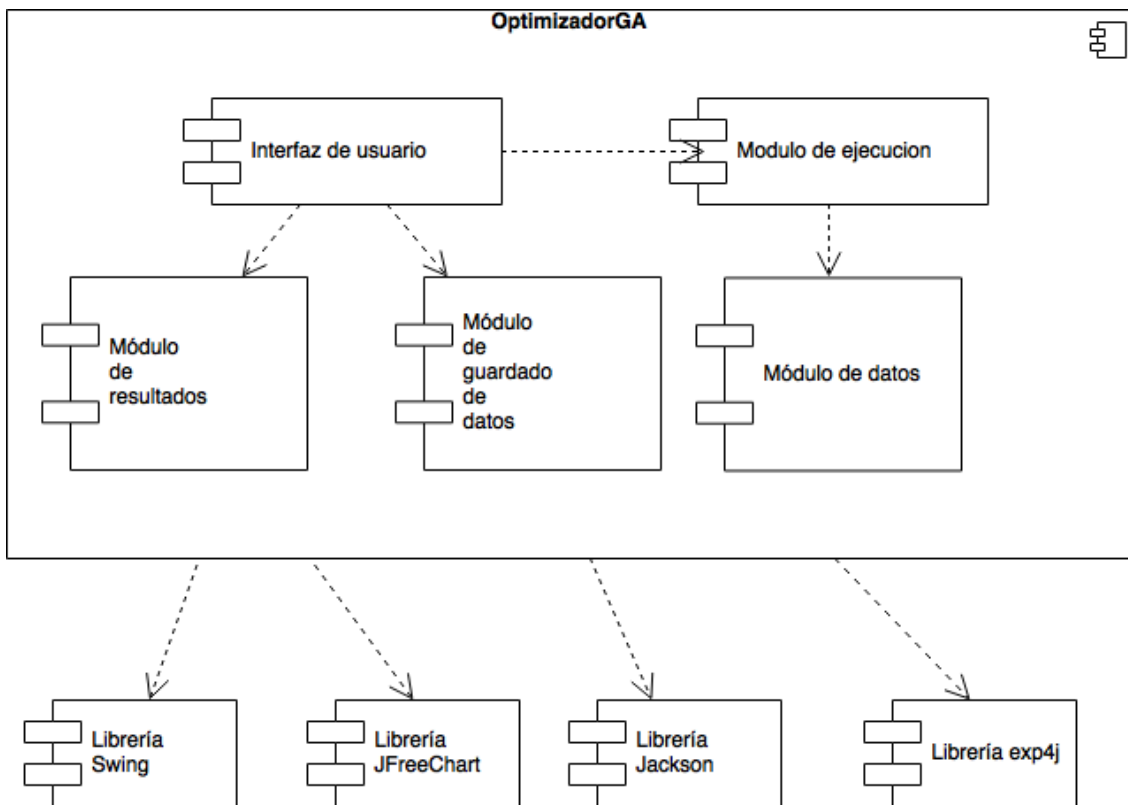 OptimizadorGA
Interfaz de usuario
Modulo de ejecucion
Módulo
de
resultados
Módulo
de
guardado
de
datos
Módulo de datos
Librería
Swing
Librería
JFreeChart
Librería
Jackson
Librería exp4j